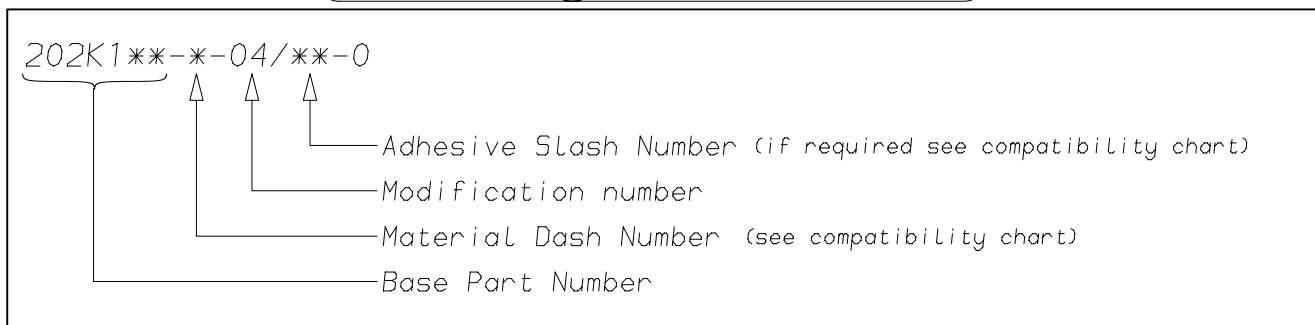 202K1**-*-04/**-0
Adhesive Slash Number (if required see compatibility chart)
Modification number
Material Dash Number (see compatibility chart)
Base Part Number